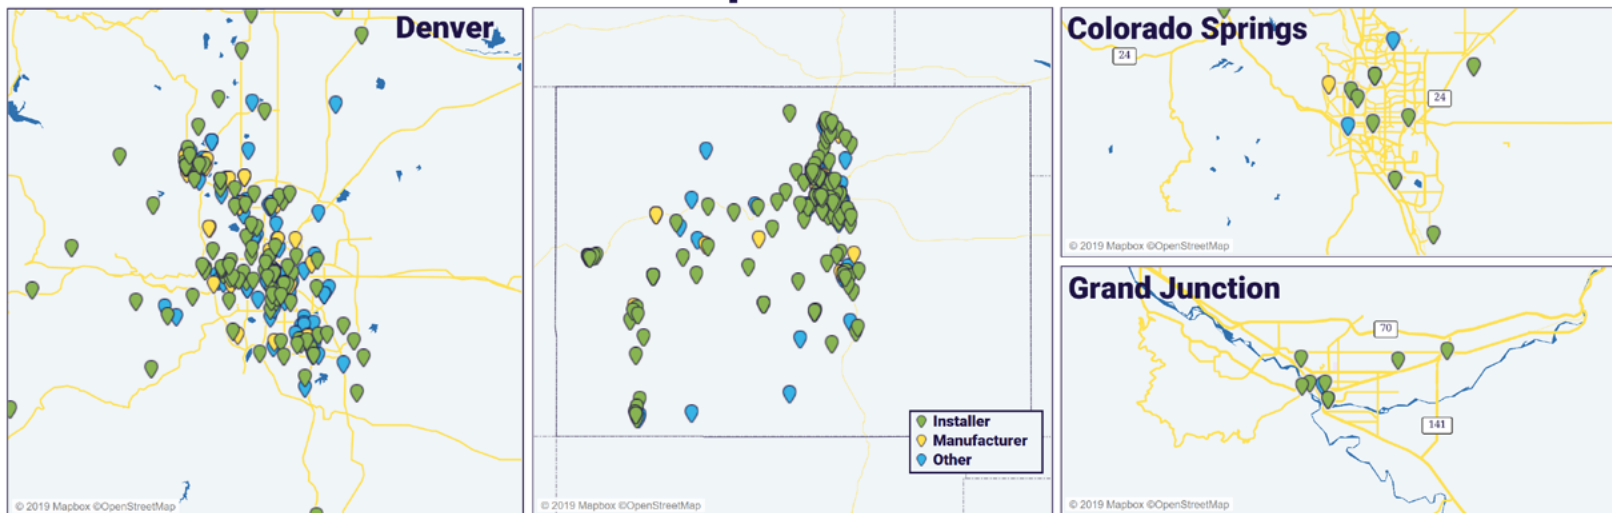 Denver
© 2019 Mapbox ©OpenStreetMap
Installer
Manufacturer
Other
© 2019 Mapbox ©OpenStreetMap
Colorado Springs
24
24
© 2019 Mapbox ©OpenStreetMap
Grand Junction
70
141
© 2019 Mapbox ©OpenStreetMap